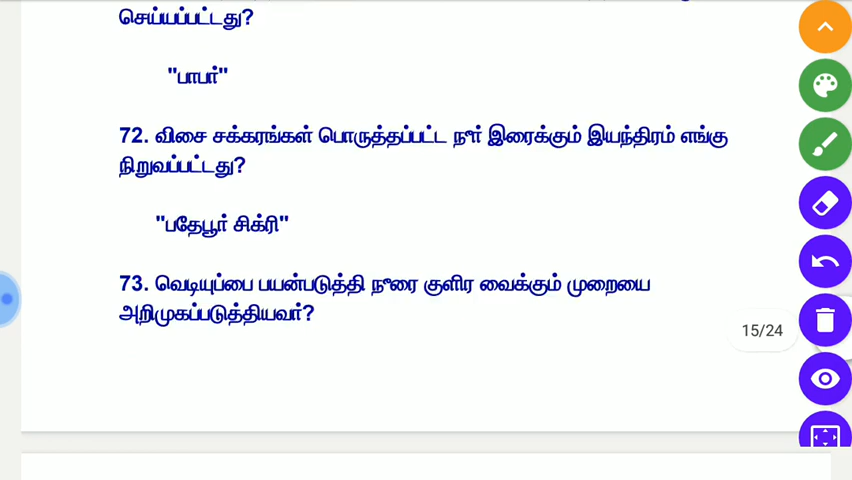 செய்யப்பட்டது?
"பாபர்"
72. விசை சக்கரங்கள் பொருத்தப்பட்ட நீர் இரைக்கும் இயந்திரம் எங்கு
நிறுவப்பட்டது?
"பதேபூர் சிக்ரி"
73. வெடியுப்பை பயன்படுத்தி நீரை குளிர வைக்கும் முறையை
அறிமுகப்படுத்தியவர்?
15/24